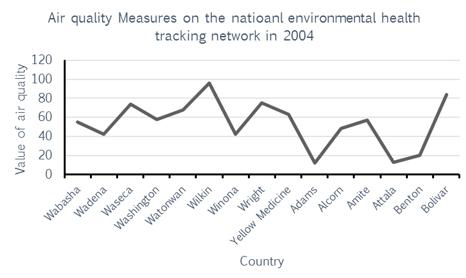 Air quality Measures on the natioanl environmental health
tracking network in 2004
120
100
80
60
40
20
0
Value of air quality
Wabasha
Wadena
Waseca
Washington
Watonwan
Wilkin
Winona
Wright
Yellow Medicine
Adams
Alcorn
Amite
Attala
Benton
Bolivar
Country